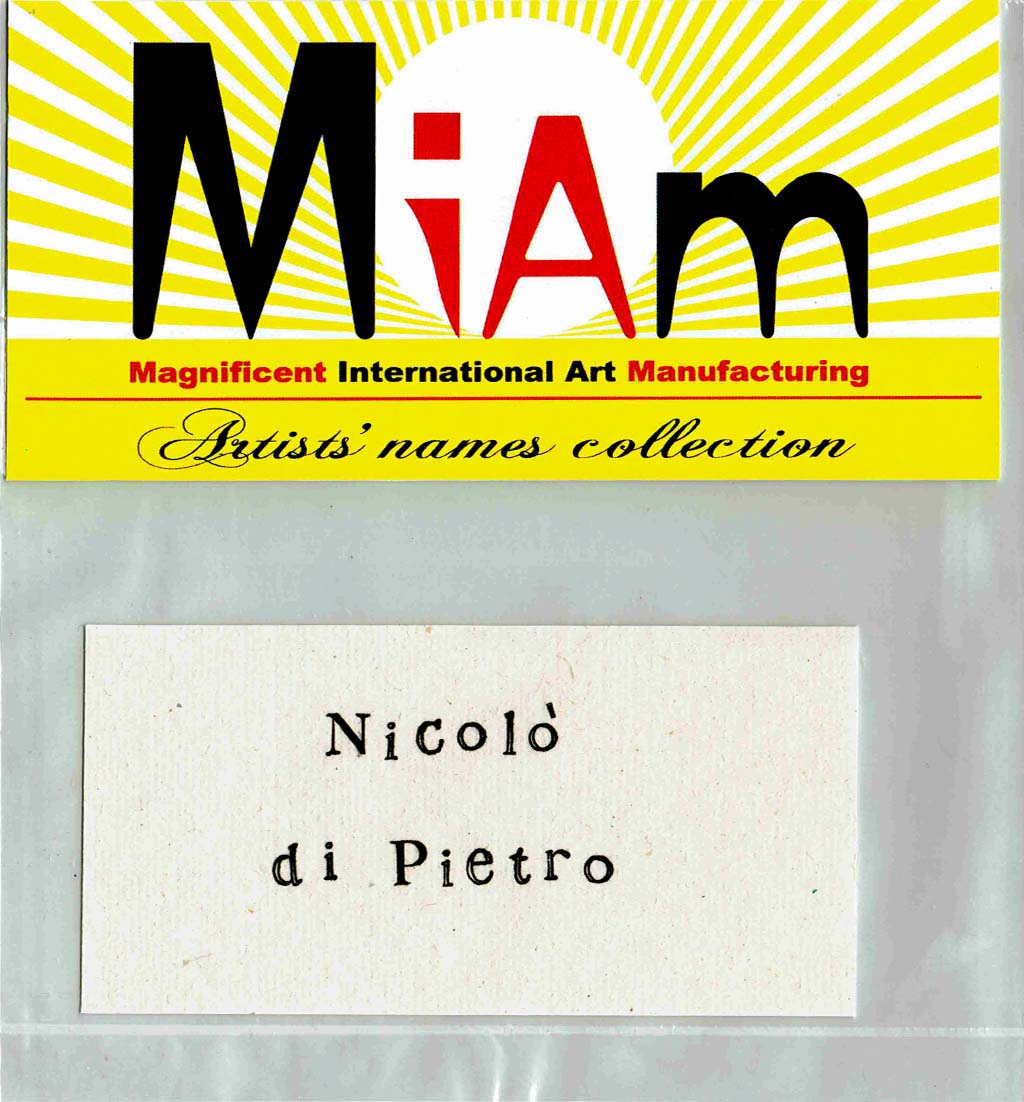 MiAm
Magnificent International Art Manufacturing
Artists' names collection
Nicolò
di Pietro